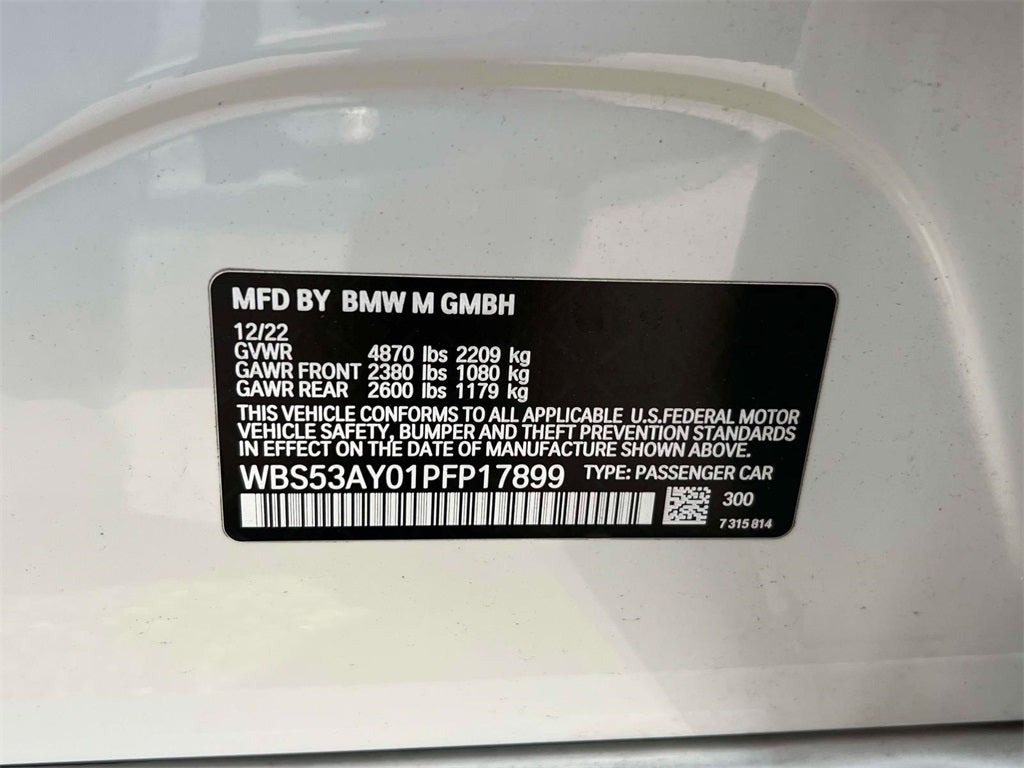 MFD BY BMW M GMBH
12/22
GVWR 4870 lbs 2209 kg
GAWR FRONT 2380 lbs 1080 kg
GAWR REAR 2600 lbs 1179 kg
THIS VEHICLE CONFORMS TO ALL APPLICABLE U.S.FEDERAL MOTOR
VEHICLE SAFETY, BUMPER AND THEFT PREVENTION STANDARDS
IN EFFECT ON THE DATE OF MANUFACTURE SHOWN ABOVE.
WBS53AY01PFP17899 TYPE: PASSENGER CAR
300
7 315 814